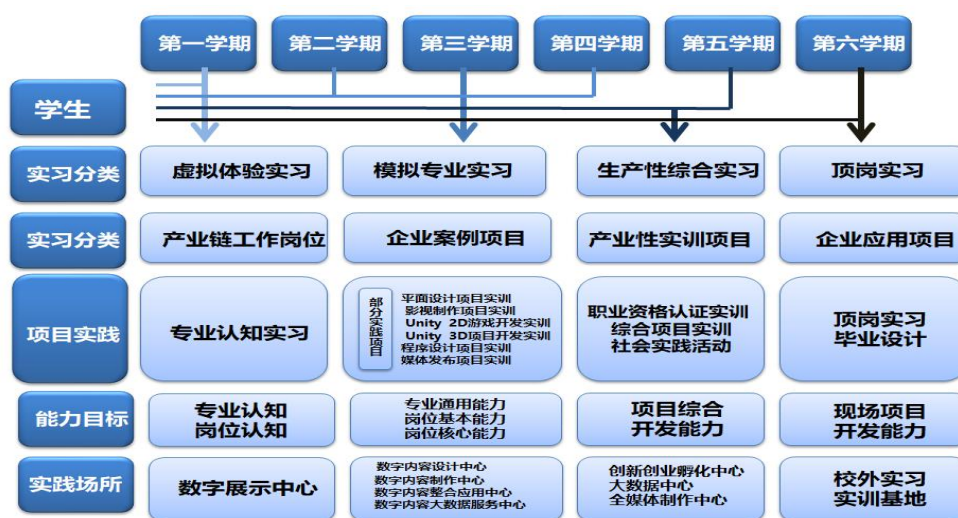 第一学期 第二学期 第三学期 第四学期 第五学期 第六学期
学生
实习分类 虚拟体验实习 模拟专业实习 生产性综合实习 顶岗实习
实习分类 产业链工作岗位 企业案例项目 产业性实训项目 企业应用项目
项目实践
专业认知实习
部分实践项目
平面设计项目实训
影视制作项目实训
Unity 2D游戏开发实训
Unity 3D项目开发实训
程序设计项目实训
媒体发布项目实训
职业资格认证实训
综合项目实训
社会实践活动
顶岗实习
毕业设计
能力目标
专业认知
岗位认知
专业通用能力
岗位基本能力
岗位核心能力
项目综合
开发能力
现场项目
开发能力
实践场所
数字展示中心
数字内容设计中心
数字内容制作中心
数字内容整合应用中心
数字内容大数据服务中心
创新创业孵化中心
大数据中心
全媒体制作中心
校外实习
实训基地